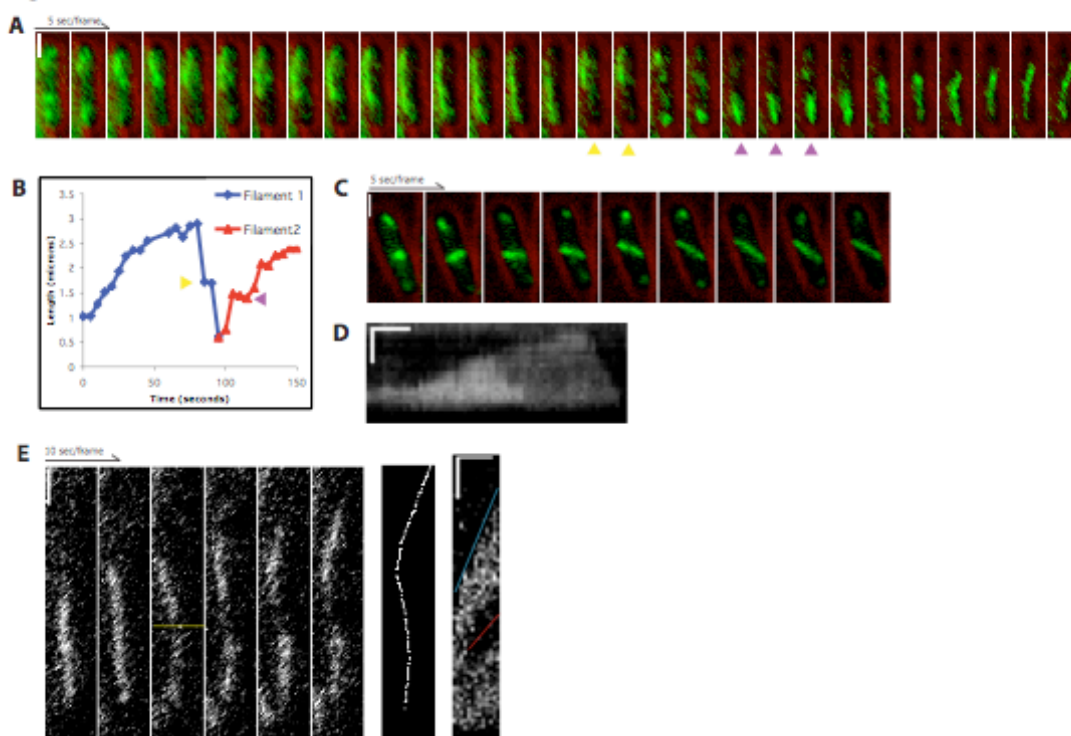 A
5 sec/frame
B
3.5
3
2.5
2
1.5
1
0.5
0
Length (microns)
Filament 1
Filament2
0
50
100
150
Time (seconds)
C
5 sec/frame
D
E
10 sec/frame